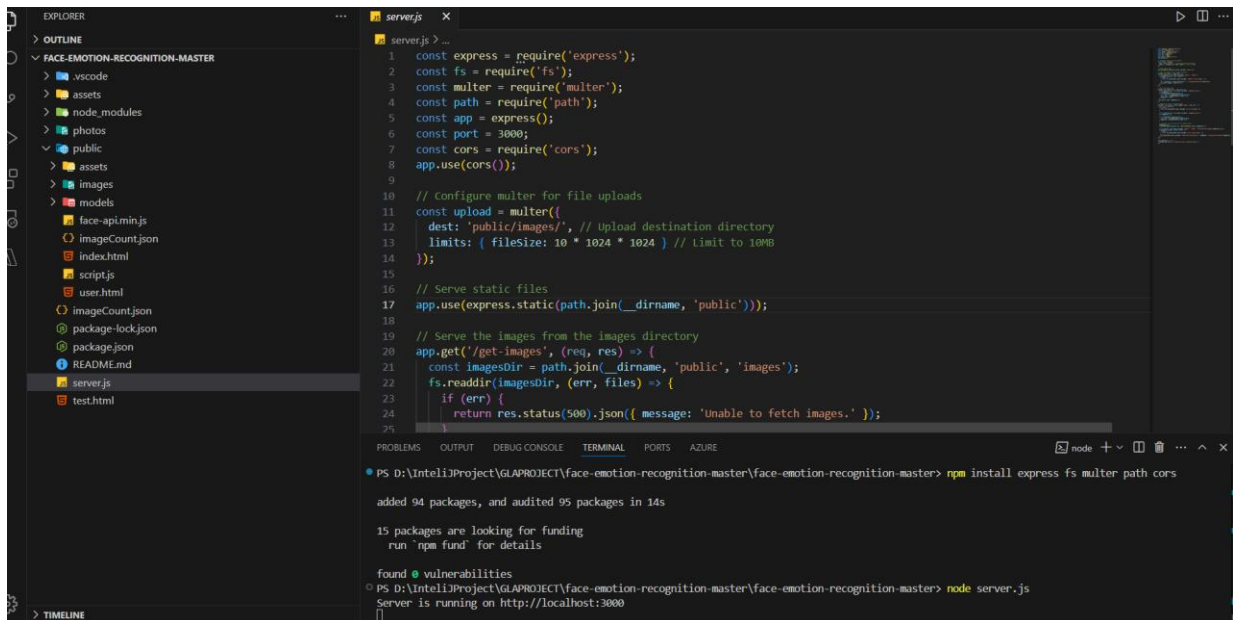 EXPLORER
···
> OUTLINE
FACE-EMOTION-RECOGNITION-MASTER
> .vscode
> assets
> node_modules
> photos
public
> assets
> images
> models
face-api.min.js
imageCount.json
index.html
script.js
user.html
imageCount.json
package-lock.json
package.json
README.md
server.js
test.html
> TIMELINE
server.js ×
server.js > ...
1 const express = require('express');
2 const fs = require('fs');
3 const multer = require('multer');
4 const path = require('path');
5 const app = express();
6 const port = 3000;
7 const cors = require('cors');
8 app.use(cors());
9
10 // Configure multer for file uploads
11 const upload = multer({
12 dest: 'public/images/', // Upload destination directory
13 limits: { fileSize: 10 * 1024 * 1024 } // Limit to 10MB
14 });
15
16 // Serve static files
17 app.use(express.static(path.join(__dirname, 'public')));
18
19 // Serve the images from the images directory
20 app.get('/get-images', (req, res) => {
21 const imagesDir = path.join(__dirname, 'public', 'images');
22 fs.readdir(imagesDir, (err, files) => {
23 if (err) {
24 return res.status(500).json({ message: 'Unable to fetch images.' });
25 }
PROBLEMS OUTPUT DEBUG CONSOLE TERMINAL PORTS AZURE
node
PS D:\InteliJProject\GLAPROJECT\face-emotion-recognition-master\face-emotion-recognition-master> npm install express fs multer path cors
added 94 packages, and audited 95 packages in 14s
15 packages are looking for funding
run `npm fund` for details
found 0 vulnerabilities
PS D:\InteliJProject\GLAPROJECT\face-emotion-recognition-master\face-emotion-recognition-master> node server.js
Server is running on http://localhost:3000